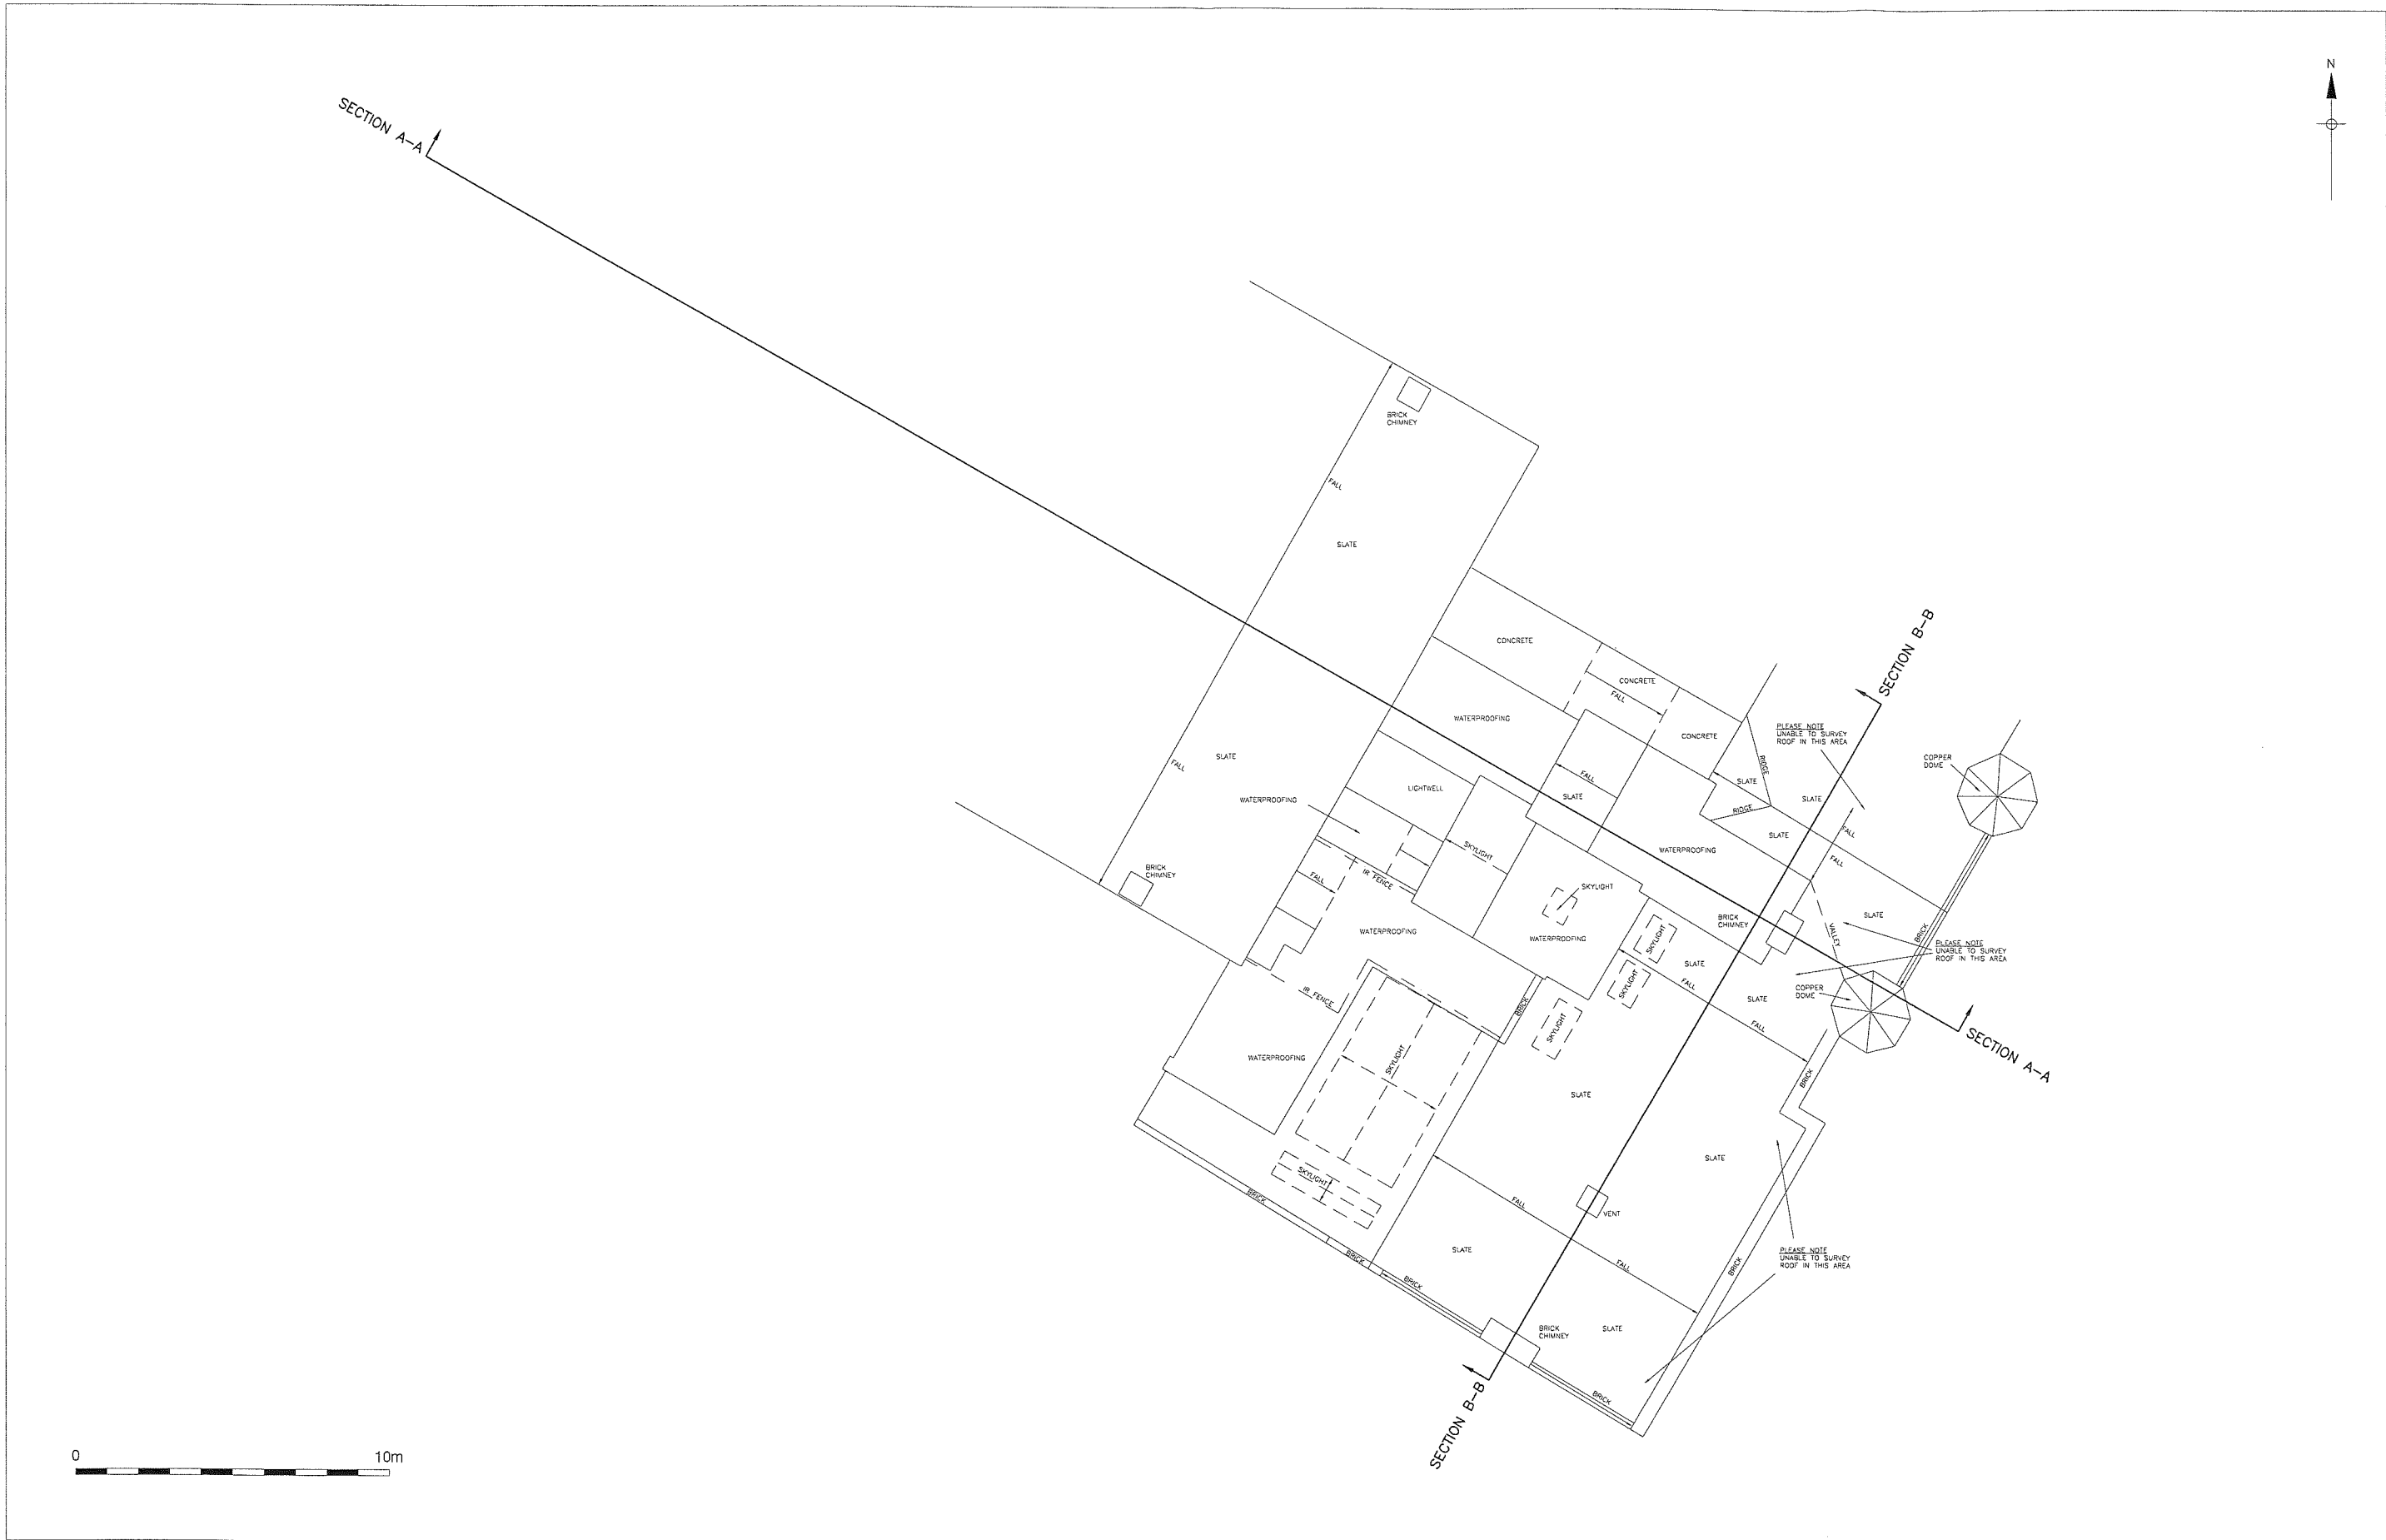 N
SECTION A-A
BRICK
CHIMNEY
FALL
SLATE
SECTION B-B
CONCRETE
CONCRETE
FALL
WATERPROOFING
CONCRETE
PLEASE NOTE
UNABLE TO SURVEY
ROOF IN THIS AREA
RIDGE
COPPER
DOME
SLATE
FALL
FALL
SLATE
SLATE
LIGHTWELL
SLATE
WATERPROOFING
SLATE
RIDGE
SLATE
FALL
WATERPROOFING
SKYLIGHT
FALL
BRICK
CHIMNEY
IR FENCE
FALL
SKYLIGHT
SLATE
BRICK
CHIMNEY
WATERPROOFING
WATERPROOFING
SKYLIGHT
VALLEY
BRICK
PLEASE NOTE
UNABLE TO SURVEY
ROOF IN THIS AREA
SLATE
SKYLIGHT
FALL
COPPER
DOME
SLATE
IR FENCE
BRICK
SKYLIGHT
FALL
SECTION A-A
WATERPROOFING
SKYLIGHT
BRICK
SLATE
SLATE
SKYLIGHT
BRICK
FALL
VENT
SLATE
BRICK
BRICK
FALL
BRICK
PLEASE NOTE
UNABLE TO SURVEY
ROOF IN THIS AREA
BRICK
CHIMNEY
SLATE
BRICK
SECTION B-B
0
10m